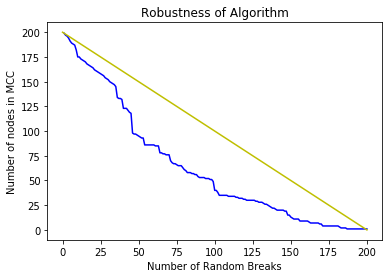 Robustness of Algorithm
Number of nodes in MCC
200
175
150
125
100
75
50
25
0
0 25 50 75 100 125 150 175 200
Number of Random Breaks